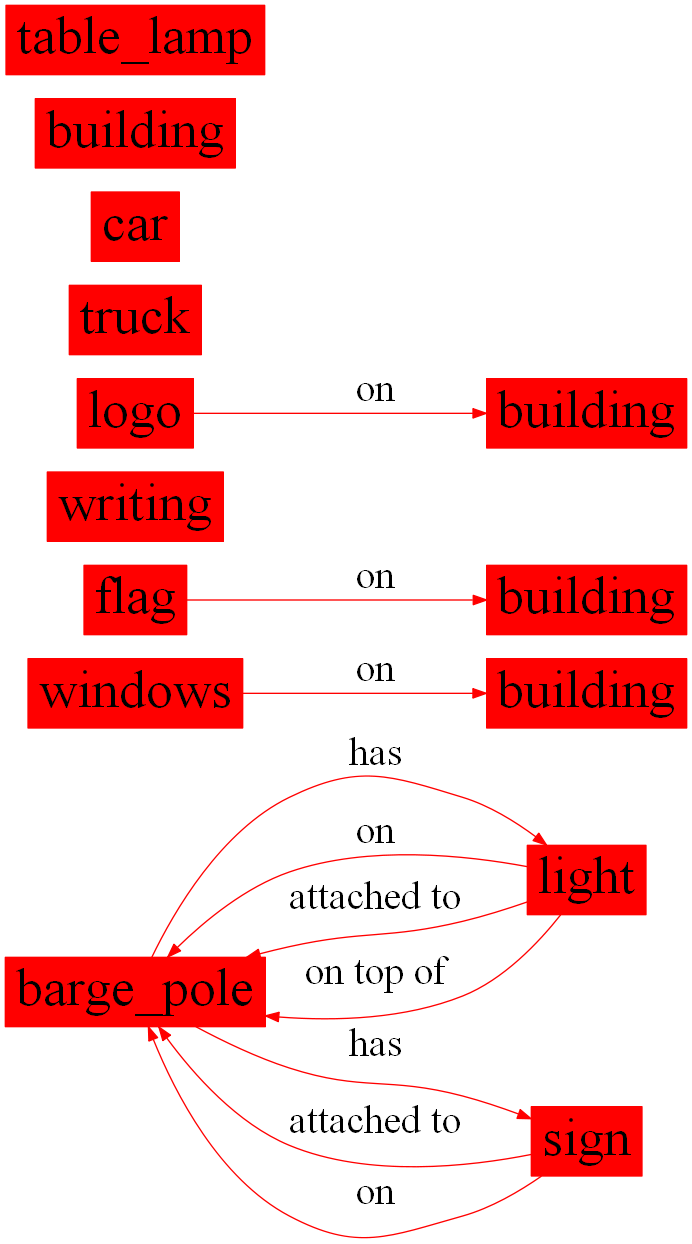 table_lamp
building
car
truck
logo on building
writing
flag on building
windows on building
has
on
light
attached to
on top of
barge_pole
has
attached to
sign
on